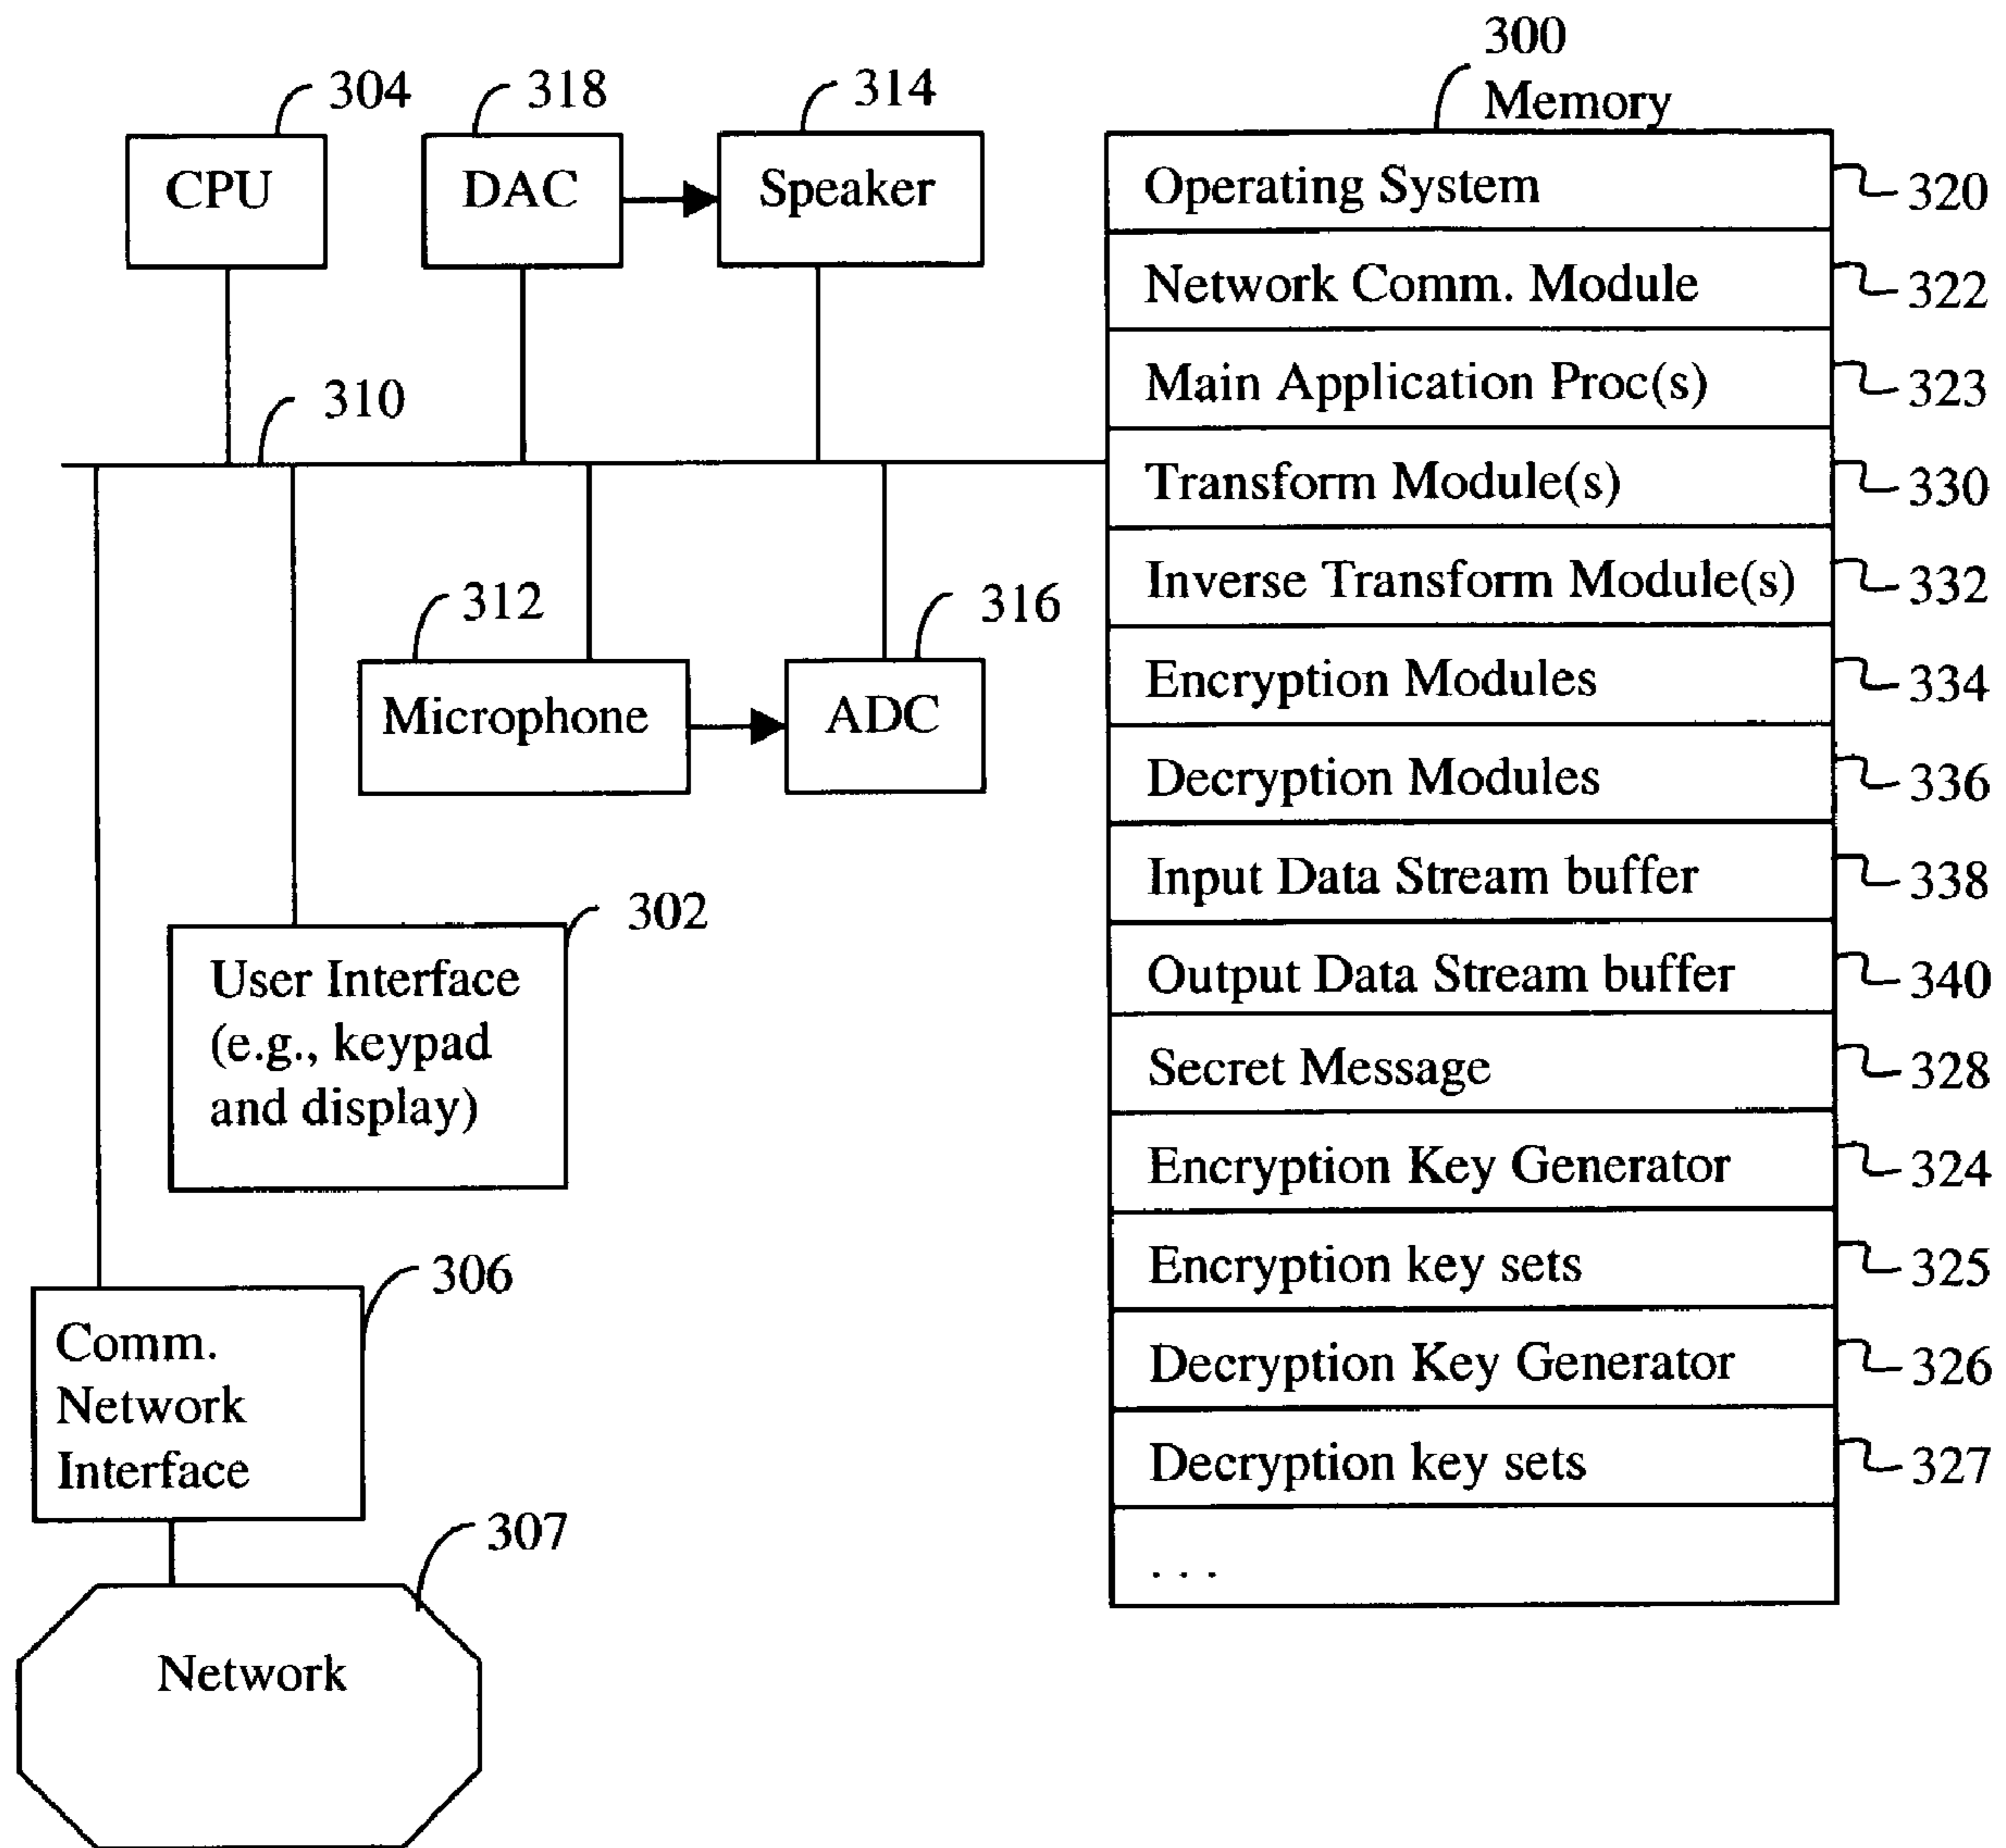 300
Memory
304
318
314
CPU
DAC
Speaker
310
312
316
Microphone
ADC
302
User Interface
(e.g., keypad
and display)
306
Comm.
Network
Interface
307
Network
Operating System 320
Network Comm. Module 322
Main Application Proc(s) 323
Transform Module(s) 330
Inverse Transform Module(s) 332
Encryption Modules 334
Decryption Modules 336
Input Data Stream buffer 338
Output Data Stream buffer 340
Secret Message 328
Encryption Key Generator 324
Encryption key sets 325
Decryption Key Generator 326
Decryption key sets 327
. . .